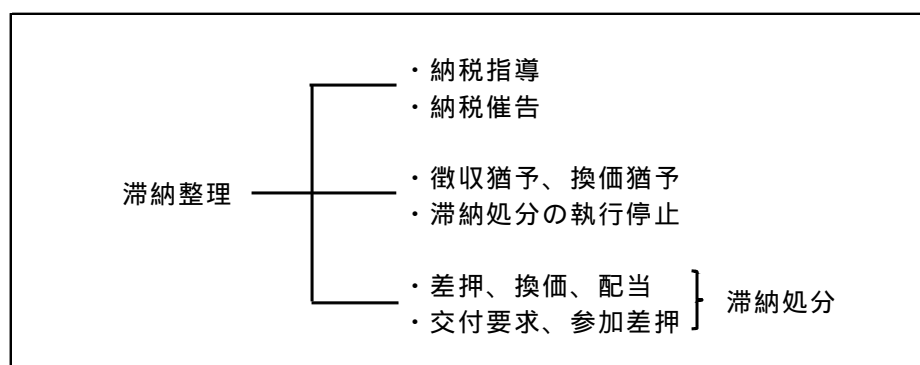 ・納税指導
・納税催告
滞納整理
・徴収猶予、換価猶予
・滞納処分の執行停止
・差押、換価、配当
・交付要求、参加差押
滞納処分